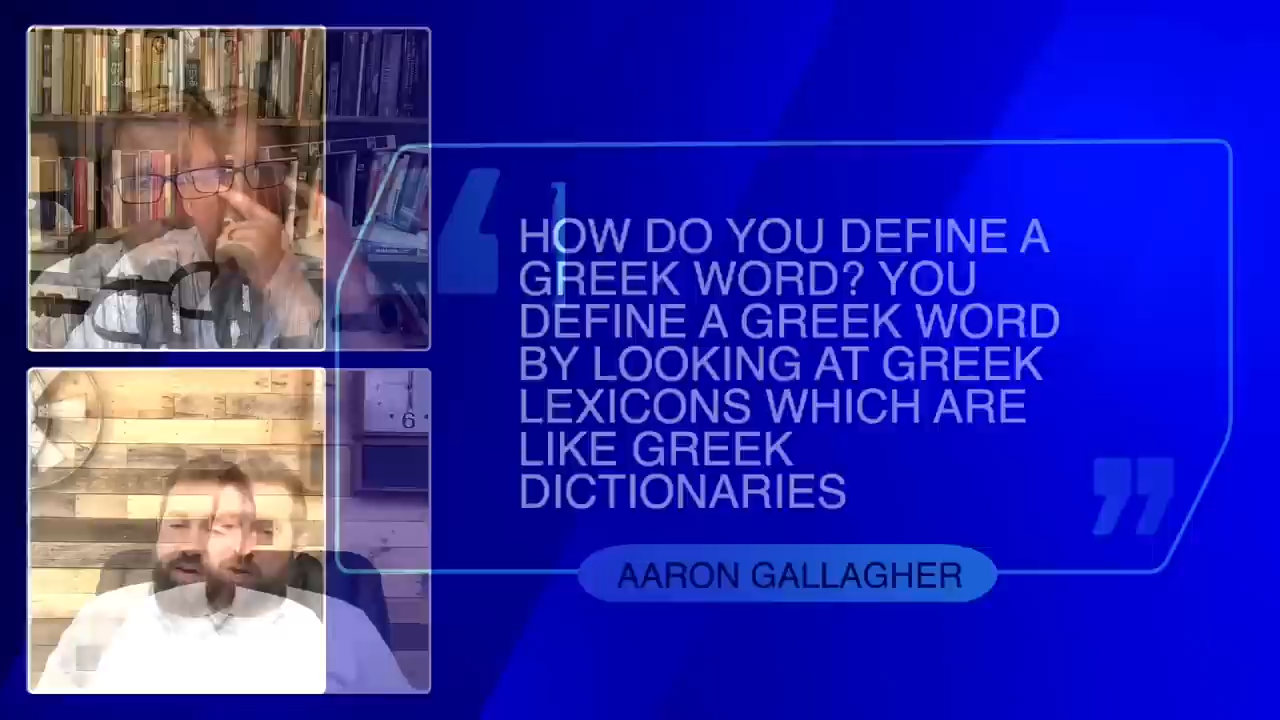 HOW DO YOU DEFINE A
GREEK WORD? YOU
DEFINE A GREEK WORD
BY LOOKING AT GREEK
LEXICONS WHICH ARE
LIKE GREEK
DICTIONARIES
AARON GALLAGHER
6